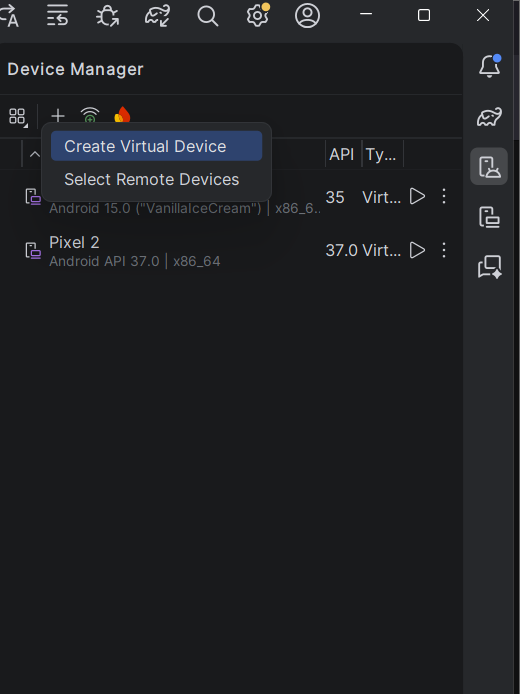 Device Manager
Create Virtual Device
Select Remote Devices
API Ty...
Android 15.0 ("VanillaIceCream") | x86_6..
35 Virt...
Pixel 2
Android API 37.0 | x86_64
37.0 Virt...